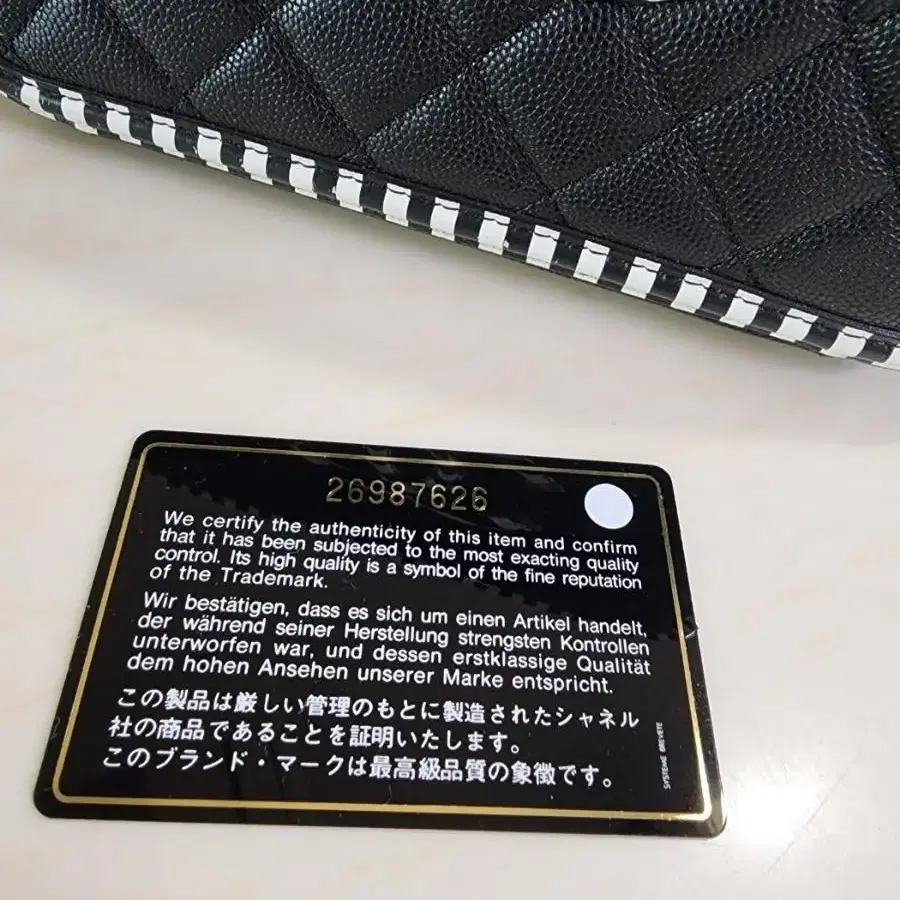 26987626
We certify the authenticity of this item and confirm
that it has been subjected to the most exacting quality
control. Its high quality is a symbol of the fine reputation
of the Trademark.
Wir bestätigen, dass es sich um einen Artikel handelt,
der während seiner Herstellung strengsten Kontrollen
unterworfen war, und dessen erstklassige Qualität
dem hohen Ansehen unserer Marke entspricht.
この製品は厳しい管理のもとに製造されたシャネル
社の商品であることを証明いたします。
このブランド・マークは最高級品質の象徴です。
SYSTEME BREVETE